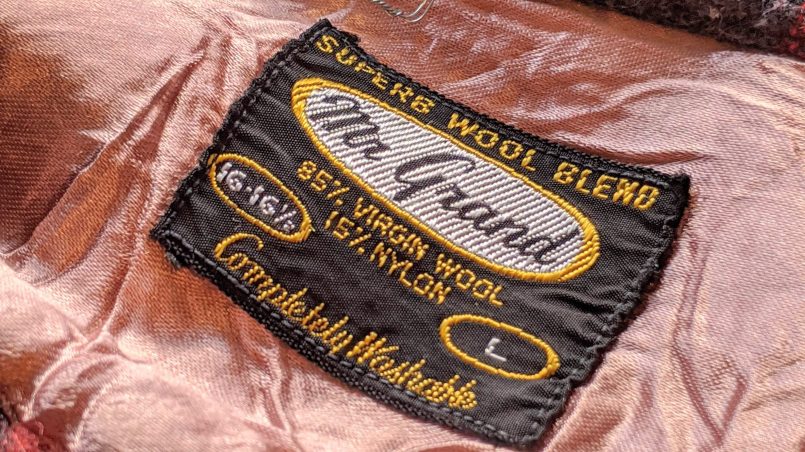 SUPERB WOOL BLEND
Mr Grand
85% VIRGIN WOOL
15% NYLON
16-16½
Completely Washable
L